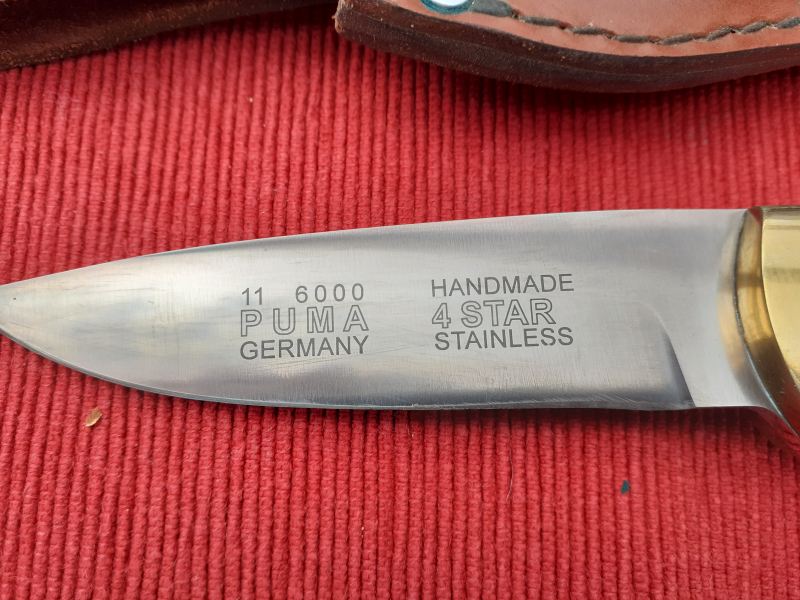 11 6000
PUMA
GERMANY
HANDMADE
4 STAR
STAINLESS